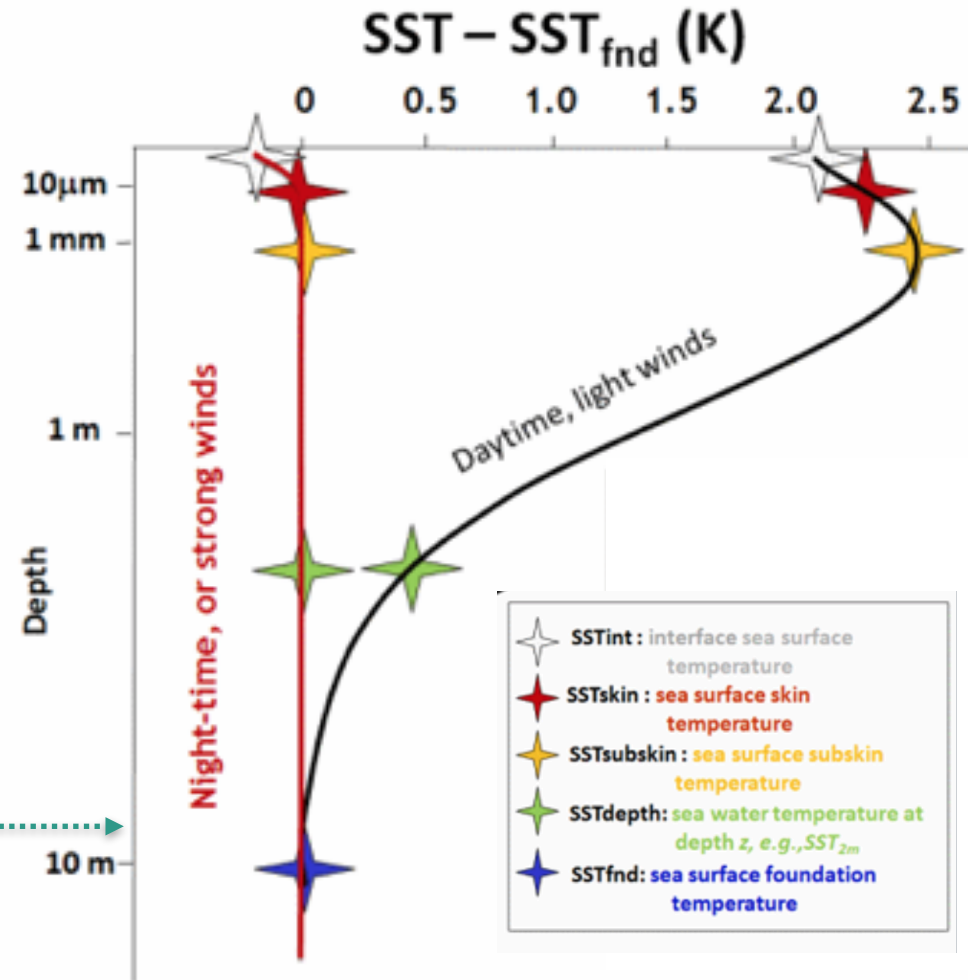 SST – SSTfnd (K)
0 0.5 1.0 1.5 2.0 2.5
10μm
1 mm
1 m
10 m
Depth
Night-time, or strong winds
Daytime, light winds
SSTint : interface sea surface
temperature
SSTskin : sea surface skin
temperature
SSTsubskin : sea surface subskin
temperature
SSTdepth: sea water temperature at
depth z, e.g.,SST2m
SSTfnd: sea surface foundation
temperature